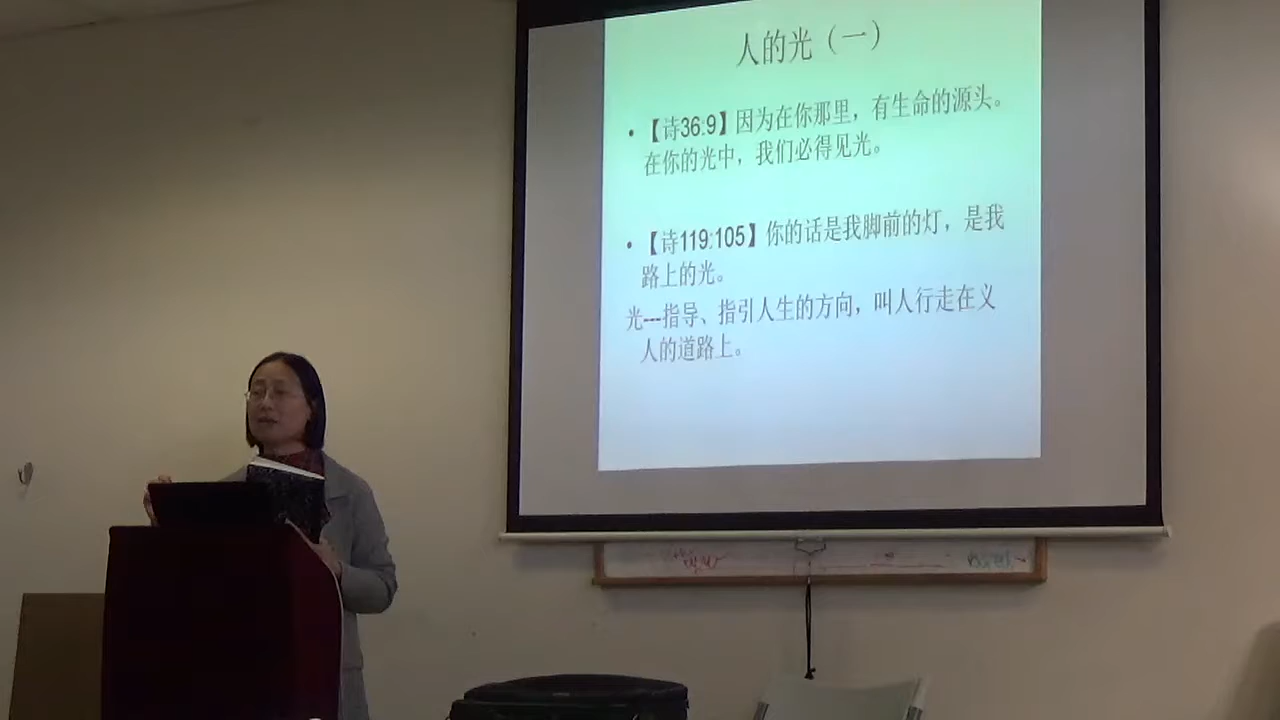 人的光（一）
• 【诗36:9】因为在你那里，有生命的源头。
在你的光中，我们必得见光。
• 【诗119:105】你的话是我脚前的灯，是我
路上的光。
光---指导、指引人生的方向，叫人行走在义
人的道路上。